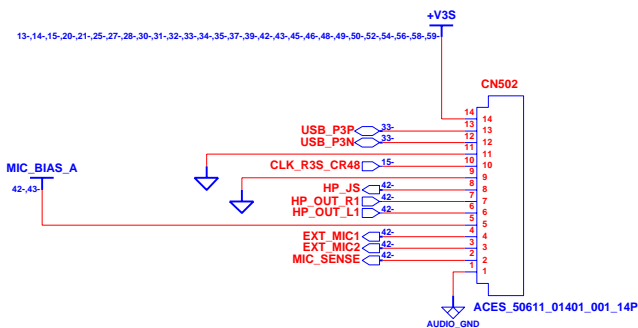 +V3S
13-,14-,15-,20-,21-,25-,27-,28-,30-,31-,32-,33-,34-,35-,37-,39-,42-,43-,45-,46-,48-,49-,50-,52-,54-,56-,58-,59-
CN502
14 14
USB_P3P 33- 13 13
USB_P3N 33- 12 12
11 11
CLK_R3S_CR48 15- 10 10
MIC_BIAS_A
42-,43-
9 9
HP_JS 42- 8 8
HP_OUT_R1 42- 7 7
HP_OUT_L1 42- 6 6
5 5
EXT_MIC1 42- 4 4
EXT_MIC2 42- 3 3
MIC_SENSE 42- 2 2
1 1
ACES_50611_01401_001_14P
AUDIO_GND